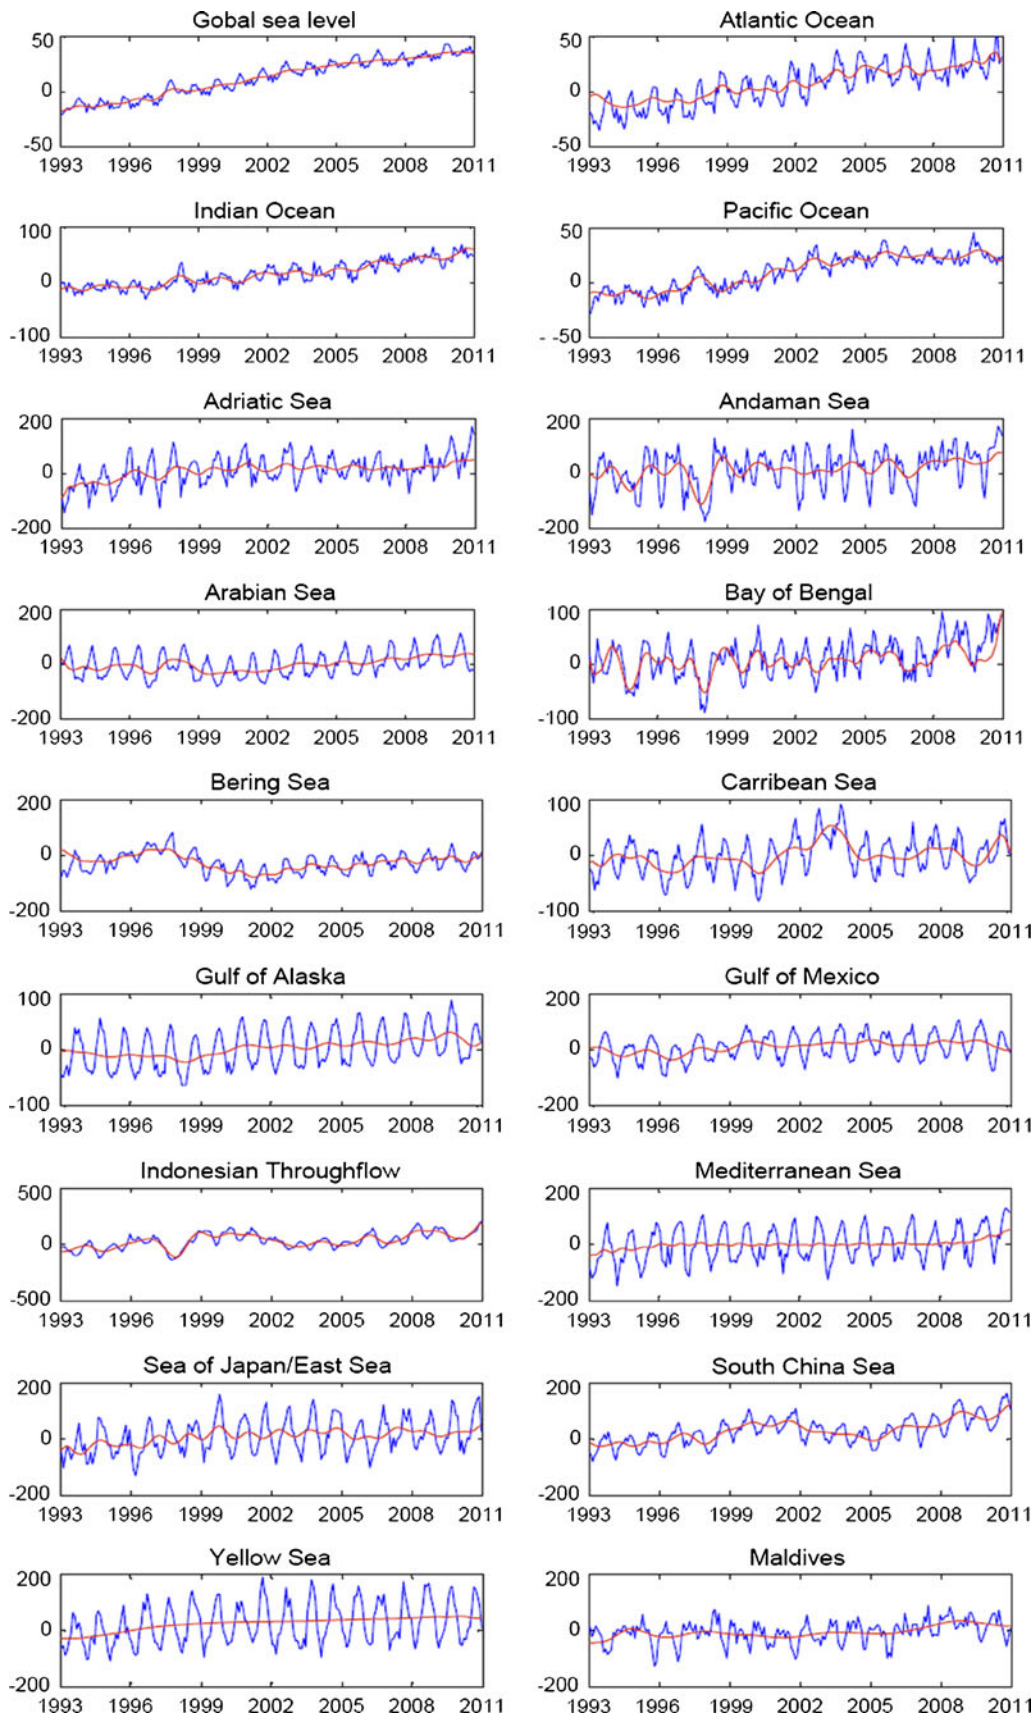 Gobal sea level
50
0
-50
1993 1996 1999 2002 2005 2008 2011
Atlantic Ocean
50
0
-50
1993 1996 1999 2002 2005 2008 2011
Indian Ocean
100
0
-100
1993 1996 1999 2002 2005 2008 2011
Pacific Ocean
50
0
- -50
1993 1996 1999 2002 2005 2008 2011
Adriatic Sea
200
0
-200
1993 1996 1999 2002 2005 2008 2011
Andaman Sea
200
0
-200
1993 1996 1999 2002 2005 2008 2011
Arabian Sea
200
0
-200
1993 1996 1999 2002 2005 2008 2011
Bay of Bengal
100
0
-100
1993 1996 1999 2002 2005 2008 2011
Bering Sea
200
0
-200
1993 1996 1999 2002 2005 2008 2011
Carribean Sea
100
0
-100
1993 1996 1999 2002 2005 2008 2011
Gulf of Alaska
100
0
-100
1993 1996 1999 2002 2005 2008 2011
Gulf of Mexico
200
0
-200
1993 1996 1999 2002 2005 2008 2011
Indonesian Throughflow
500
0
-500
1993 1996 1999 2002 2005 2008 2011
Mediterranean Sea
200
0
-200
1993 1996 1999 2002 2005 2008 2011
Sea of Japan/East Sea
200
0
-200
1993 1996 1999 2002 2005 2008 2011
South China Sea
200
0
-200
1993 1996 1999 2002 2005 2008 2011
Yellow Sea
200
0
-200
1993 1996 1999 2002 2005 2008 2011
Maldives
200
0
-200
1993 1996 1999 2002 2005 2008 2011